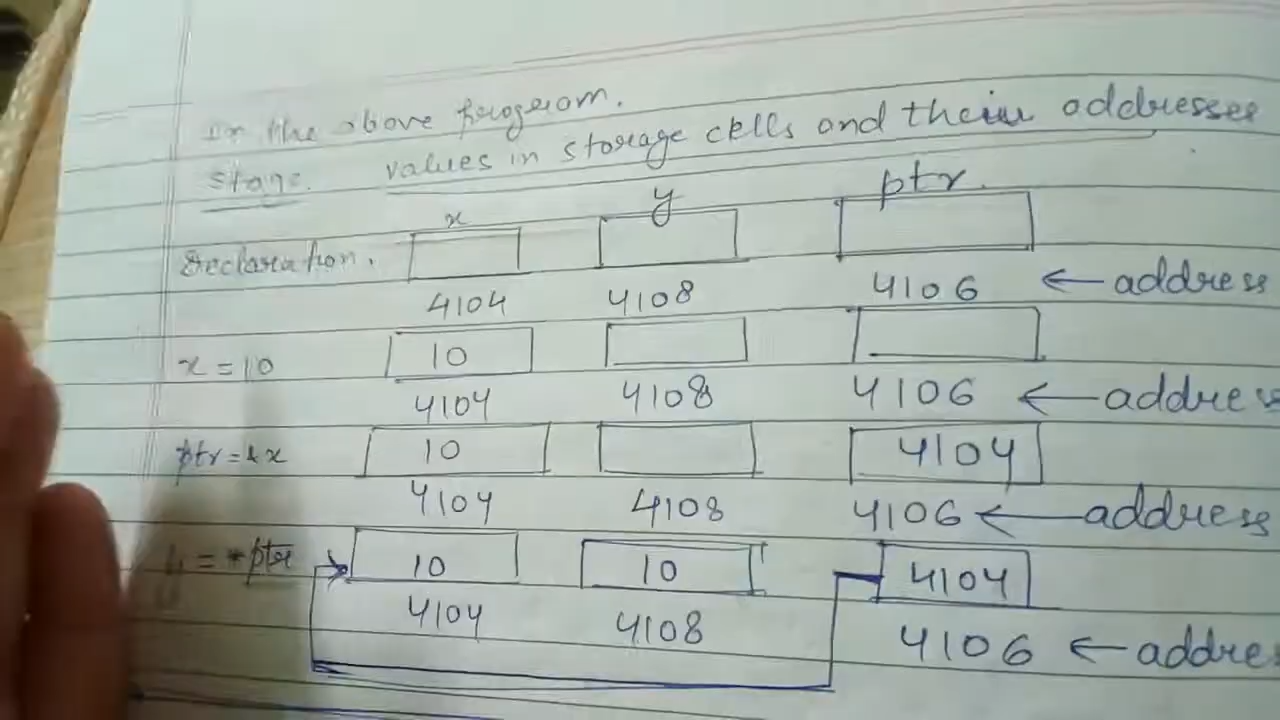 In the above program.
stage. values in storage cells and their addresses
x y ptr.
Declaration.
4104 4108 4106 ← address
x = 10 10
4104 4108 4106 ← address
ptr = &x 10 4104
4104 4108 4106 ← address
y = *ptr 10 10 4104
4104 4108 4106 ← addre